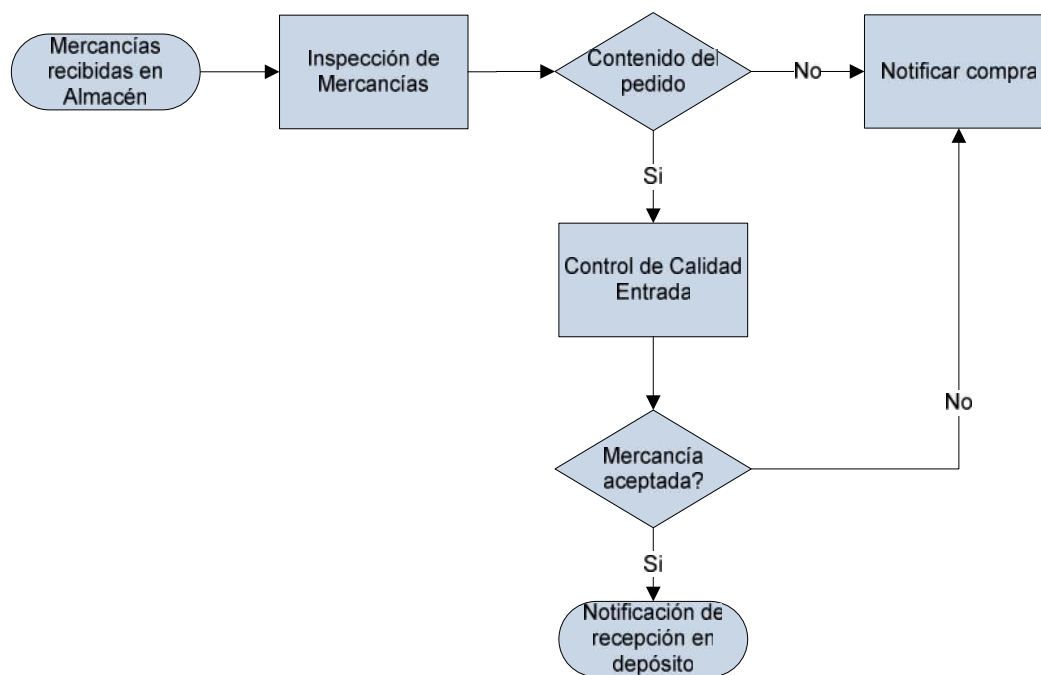 Mercancías
recibidas en
Almacén
Inspección de
Mercancías
Contenido del
pedido
No
Notificar compra
Si
Control de Calidad
Entrada
No
Mercancía
aceptada?
Si
Notificación de
recepción en
depósito